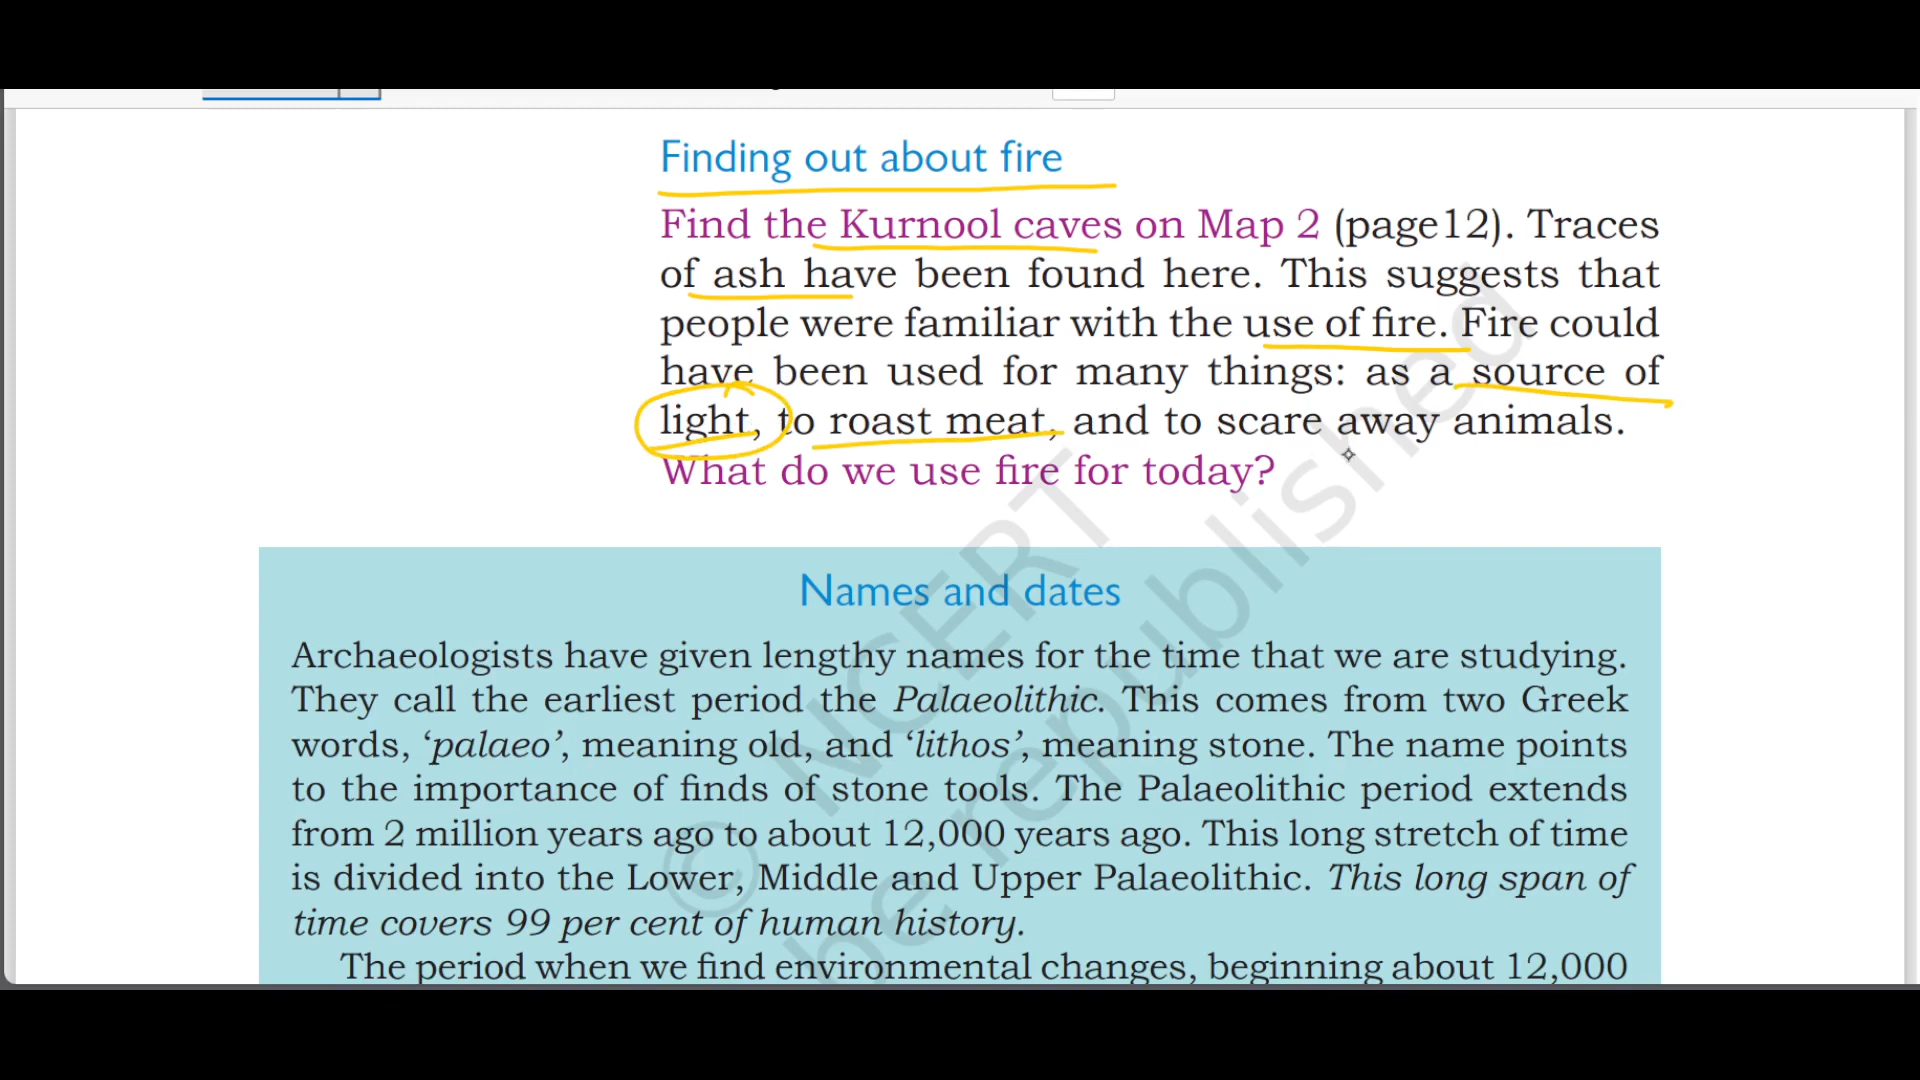 Finding out about fire
Find the Kurnool caves on Map 2 (page12). Traces
of ash have been found here. This suggests that
people were familiar with the use of fire. Fire could
have been used for many things: as a source of
light, to roast meat, and to scare away animals.
What do we use fire for today?
Names and dates
Archaeologists have given lengthy names for the time that we are studying.
They call the earliest period the Palaeolithic. This comes from two Greek
words, ‘palaeo’, meaning old, and ‘lithos’, meaning stone. The name points
to the importance of finds of stone tools. The Palaeolithic period extends
from 2 million years ago to about 12,000 years ago. This long stretch of time
is divided into the Lower, Middle and Upper Palaeolithic. This long span of
time covers 99 per cent of human history.
The period when we find environmental changes, beginning about 12,000
© NCERT
be republished